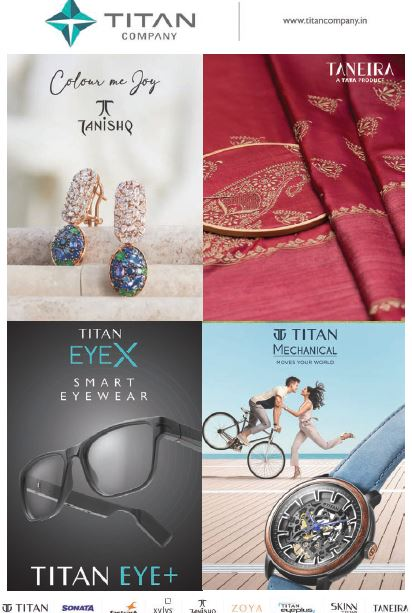 TITAN
COMPANY
www.titancompany.in
Colour me Joy
TANISHQ
TANEIRA
A TATA PRODUCT
TITAN
EYEX
SMART
EYEWEAR
TITAN EYE+
TITAN
MECHANICAL
MOVES YOUR WORLD
TITAN SONATA Fastrack xylys TANISHQ ZOYA TITAN eyeplus SKINN TANEIRA